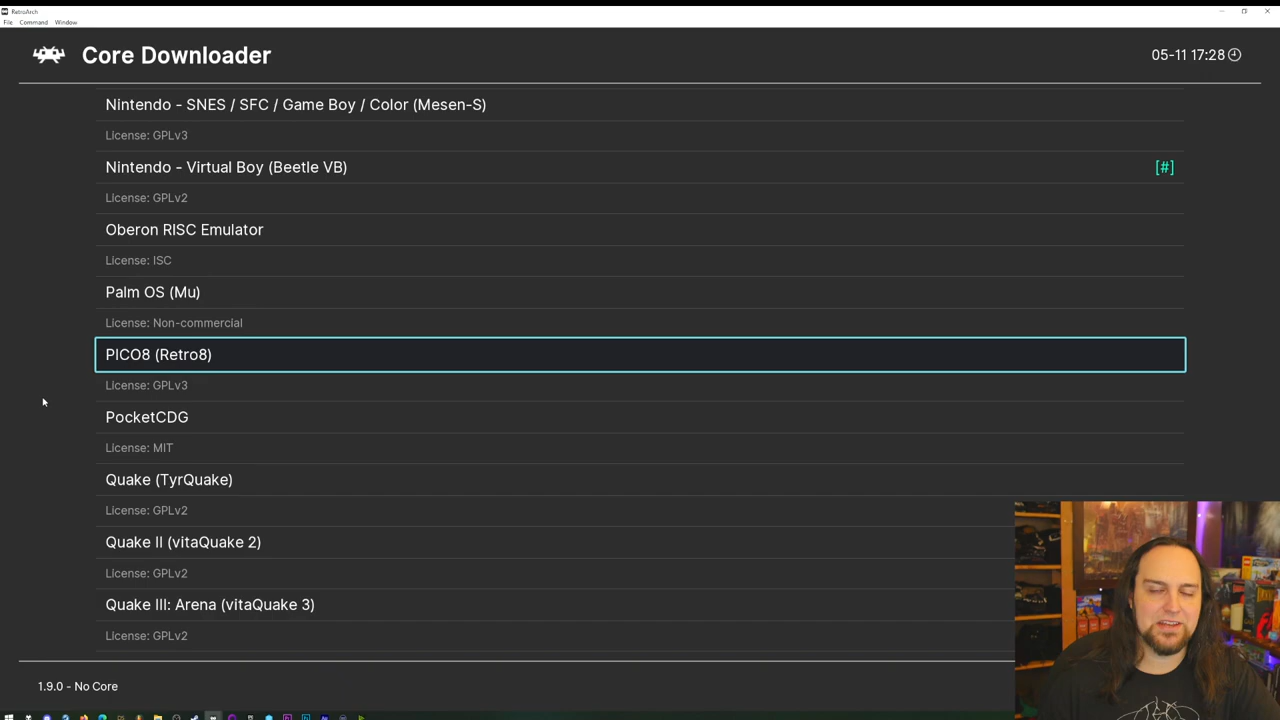 RetroArch
File Command Window
Core Downloader
05-11 17:28
Nintendo - SNES / SFC / Game Boy / Color (Mesen-S)
License: GPLv3
Nintendo - Virtual Boy (Beetle VB) [#]
License: GPLv2
Oberon RISC Emulator
License: ISC
Palm OS (Mu)
License: Non-commercial
PICO8 (Retro8)
License: GPLv3
PocketCDG
License: MIT
Quake (TyrQuake)
License: GPLv2
Quake II (vitaQuake 2)
License: GPLv2
Quake III: Arena (vitaQuake 3)
License: GPLv2
1.9.0 - No Core